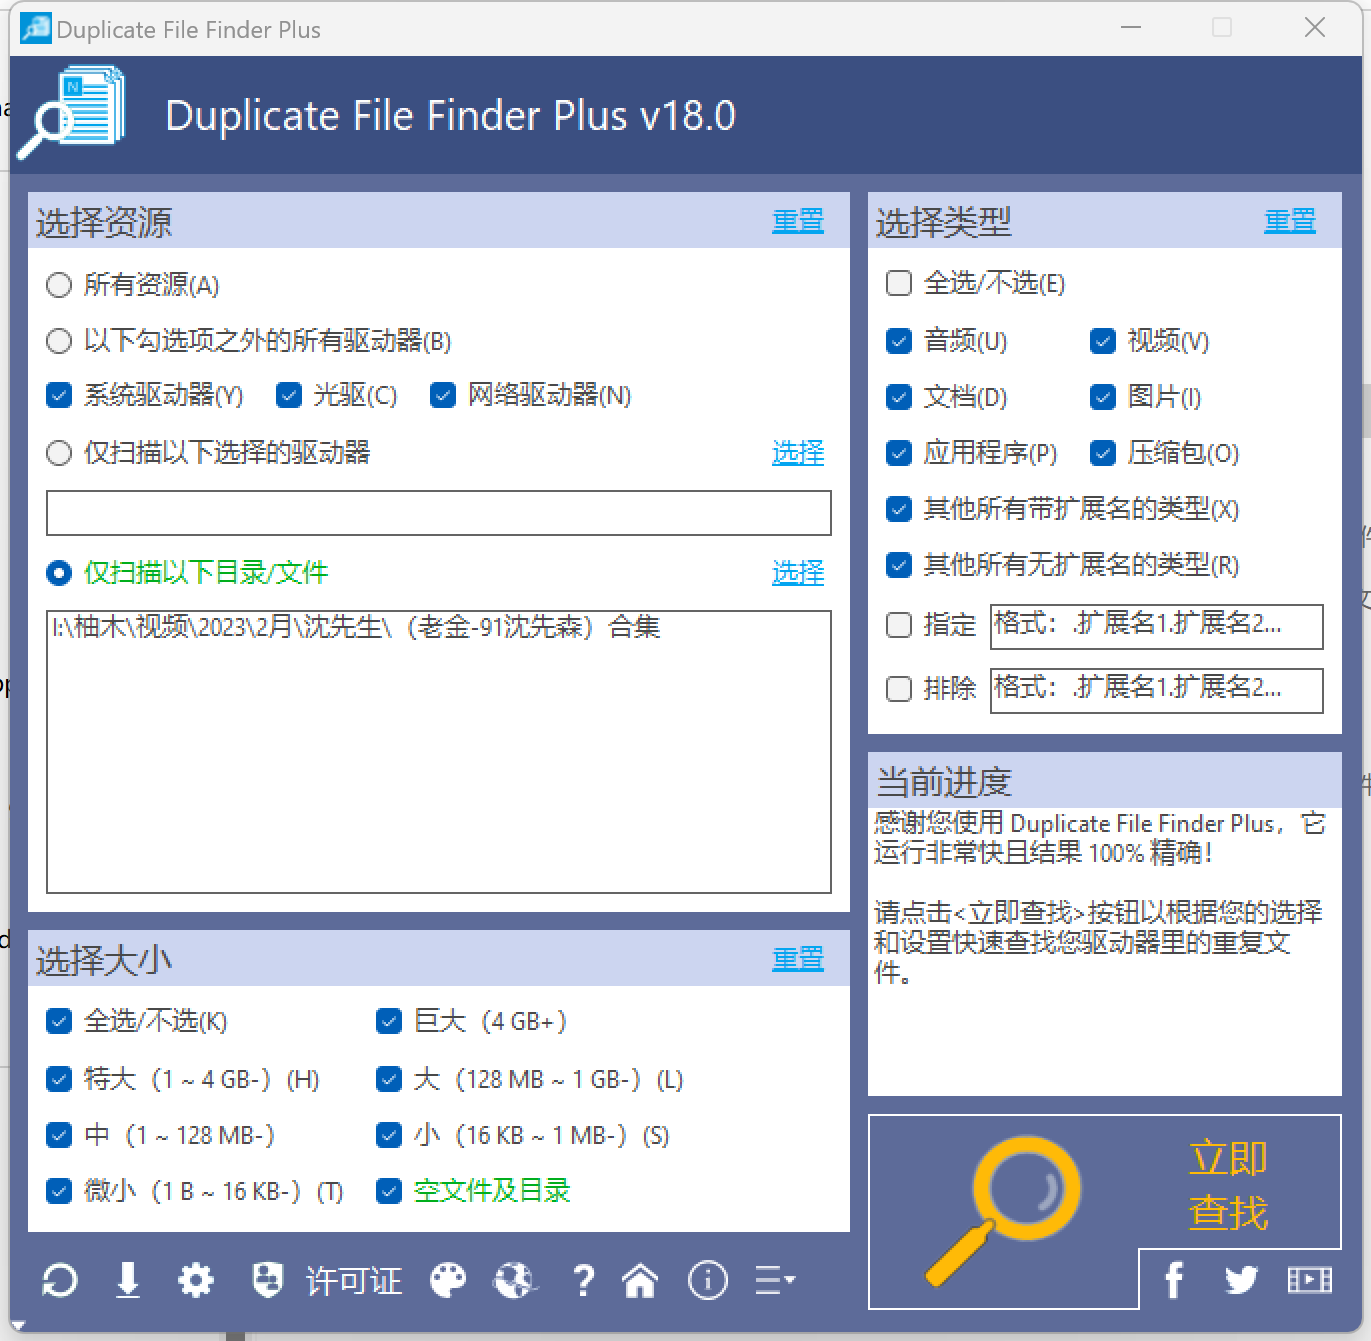 Duplicate File Finder Plus
Duplicate File Finder Plus v18.0
选择资源 重置
所有资源(A)
以下勾选项之外的所有驱动器(B)
系统驱动器(Y) 光驱(C) 网络驱动器(N)
仅扫描以下选择的驱动器 选择
仅扫描以下目录/文件 选择
I:\柚木\视频\2023\2月\沈先生\（老金-91沈先森）合集
选择大小 重置
全选/不选(K) 巨大（4 GB+）
特大（1 ~ 4 GB-）(H) 大（128 MB ~ 1 GB-）(L)
中（1 ~ 128 MB-） 小（16 KB ~ 1 MB-）(S)
微小（1 B ~ 16 KB-）(T) 空文件及目录
许可证
选择类型 重置
全选/不选(E)
音频(U) 视频(V)
文档(D) 图片(I)
应用程序(P) 压缩包(O)
其他所有带扩展名的类型(X)
其他所有无扩展名的类型(R)
指定 格式：.扩展名1.扩展名2...
排除 格式：.扩展名1.扩展名2...
当前进度
感谢您使用 Duplicate File Finder Plus，它
运行非常快且结果 100% 精确！
请点击<立即查找>按钮以根据您的选择
和设置快速查找您驱动器里的重复文
件。
立即
查找